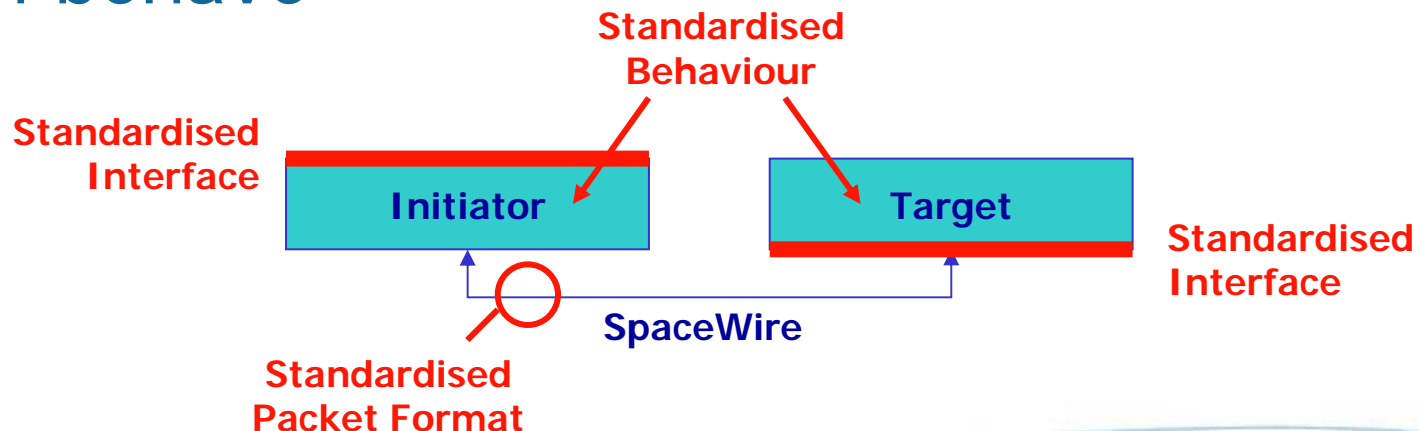 Standardised
Behaviour
Standardised
Interface
Initiator
Target
Standardised
Interface
SpaceWire
Standardised
Packet Format